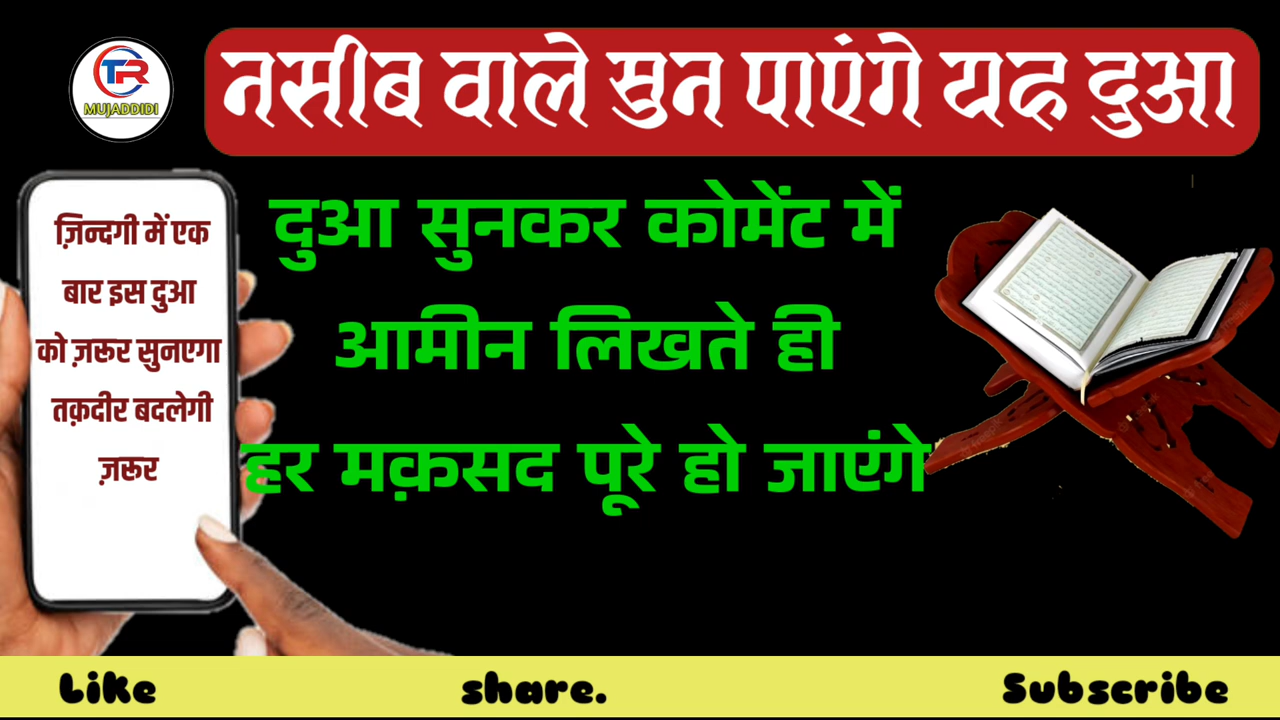 TR
MUJADDIDI
नसीब वाले सुन पाएंगे यह दुआ
ज़िन्दगी में एक
बार इस दुआ
को ज़रूर सुनएगा
तक़दीर बदलेगी
ज़रूर
दुआ सुनकर कोमेंट में
आमीन लिखते ही
हर मक़सद पूरे हो जाएंगे
Like share. Subscribe